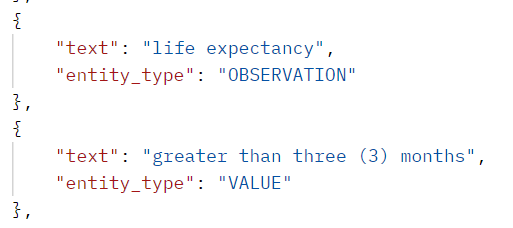 {
"text": "life expectancy",
"entity_type": "OBSERVATION"
},
{
"text": "greater than three (3) months",
"entity_type": "VALUE"
},